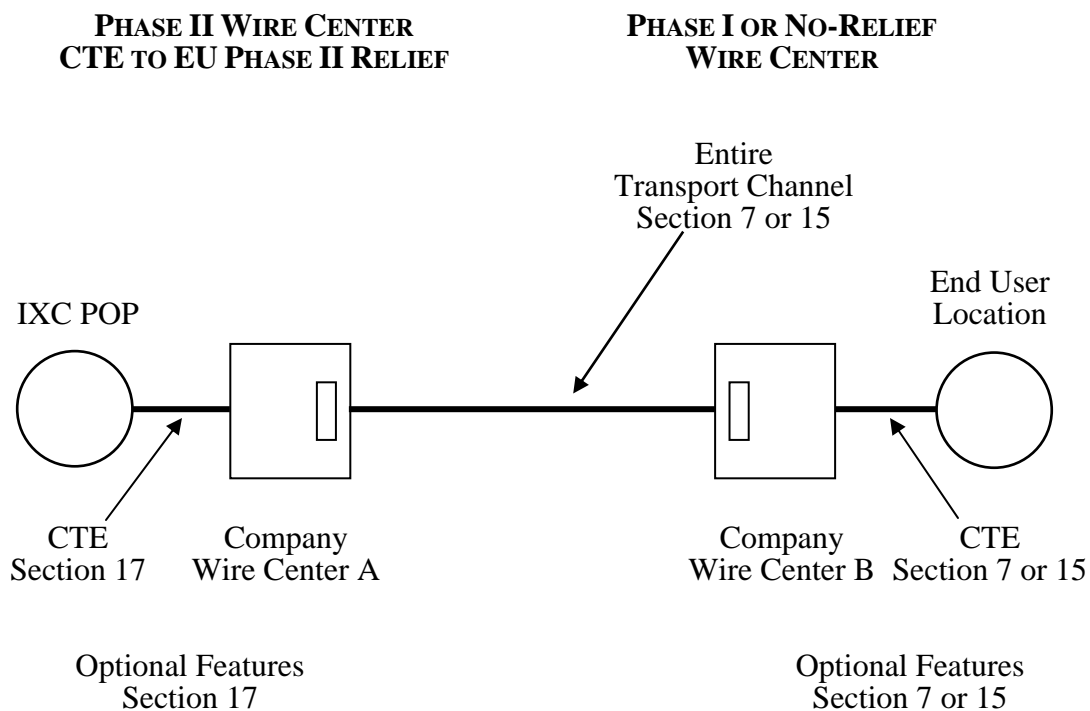 PHASE II WIRE CENTER
CTE TO EU PHASE II RELIEF
PHASE I OR NO-RELIEF
WIRE CENTER
Entire
Transport Channel
Section 7 or 15
IXC POP
End User
Location
CTE
Section 17
Company
Wire Center A
Company
Wire Center B
CTE
Section 7 or 15
Optional Features
Section 17
Optional Features
Section 7 or 15